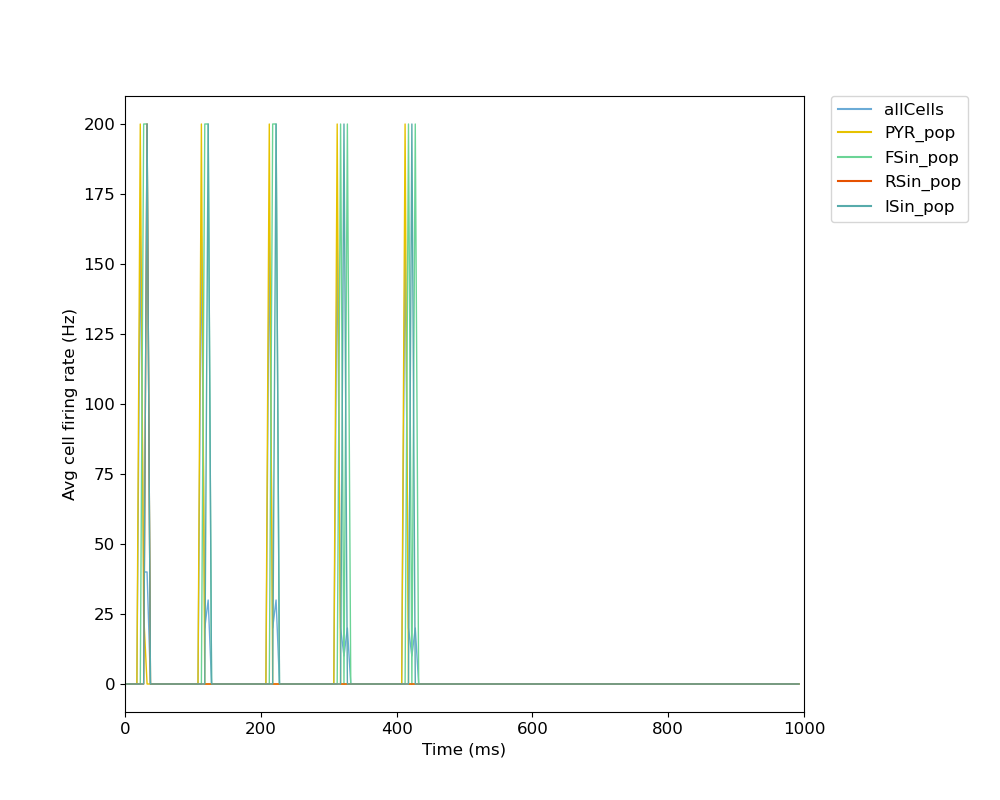 200
175
150
125
100
75
50
25
0
Avg cell firing rate (Hz)
0 200 400 600 800 1000
Time (ms)
allCells
PYR_pop
FSin_pop
RSin_pop
ISin_pop